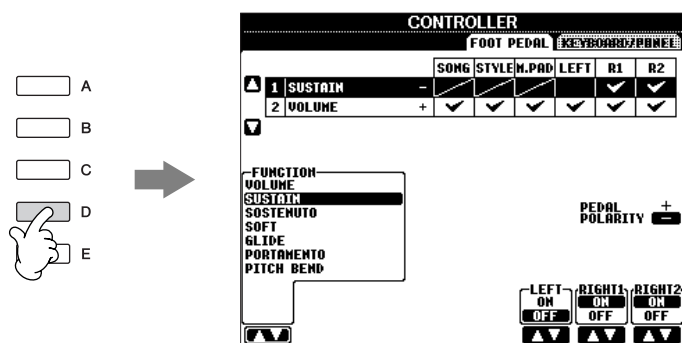 CONTROLLER
FOOT PEDAL KEYBOARD/PANEL
SONG STYLE M.PAD LEFT R1 R2
1 SUSTAIN -
2 VOLUME +
A
B
C
D
E
FUNCTION
VOLUME
SUSTAIN
SOSTENUTO
SOFT
GLIDE
PORTAMENTO
PITCH BEND
PEDAL POLARITY + -
LEFT RIGHT1 RIGHT2
ON ON ON
OFF OFF OFF